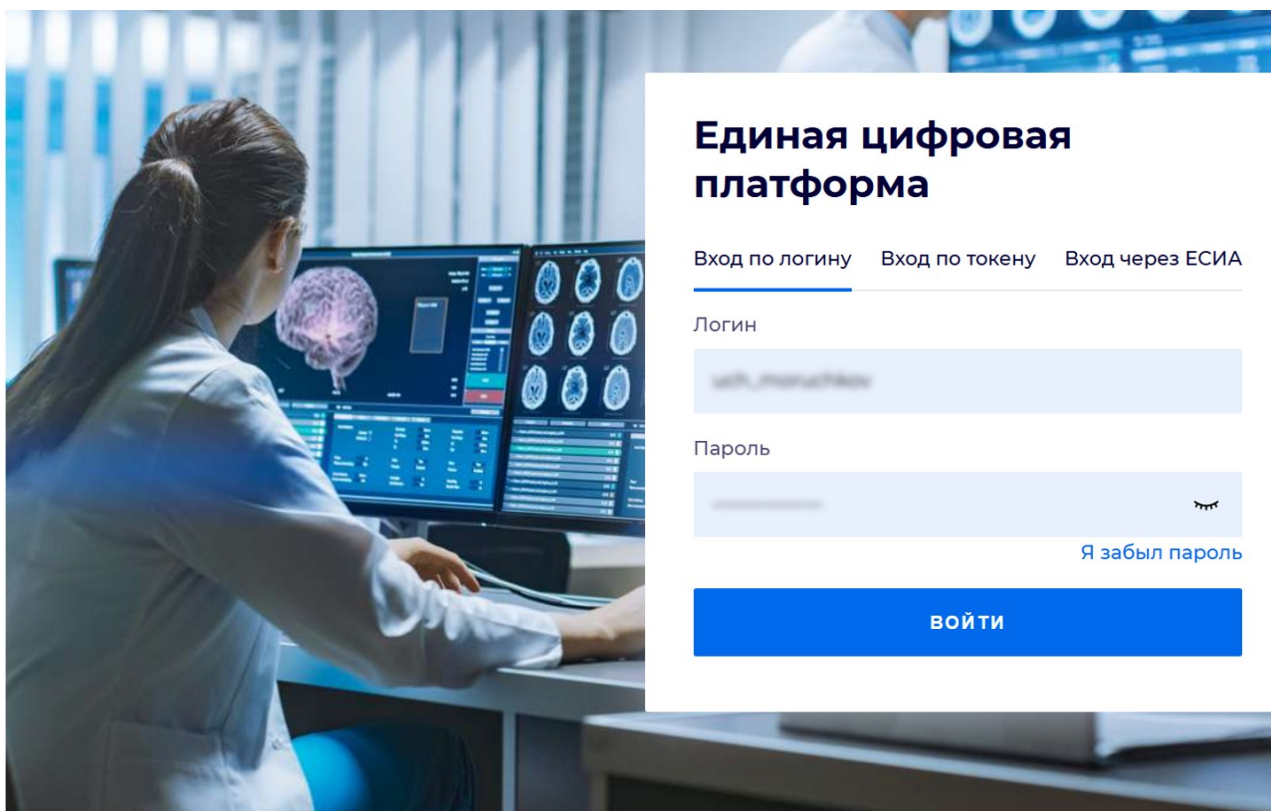 Единая цифровая
платформа
Вход по логину Вход по токену Вход через ЕСИА
Логин
Пароль
Я забыл пароль
ВОЙТИ